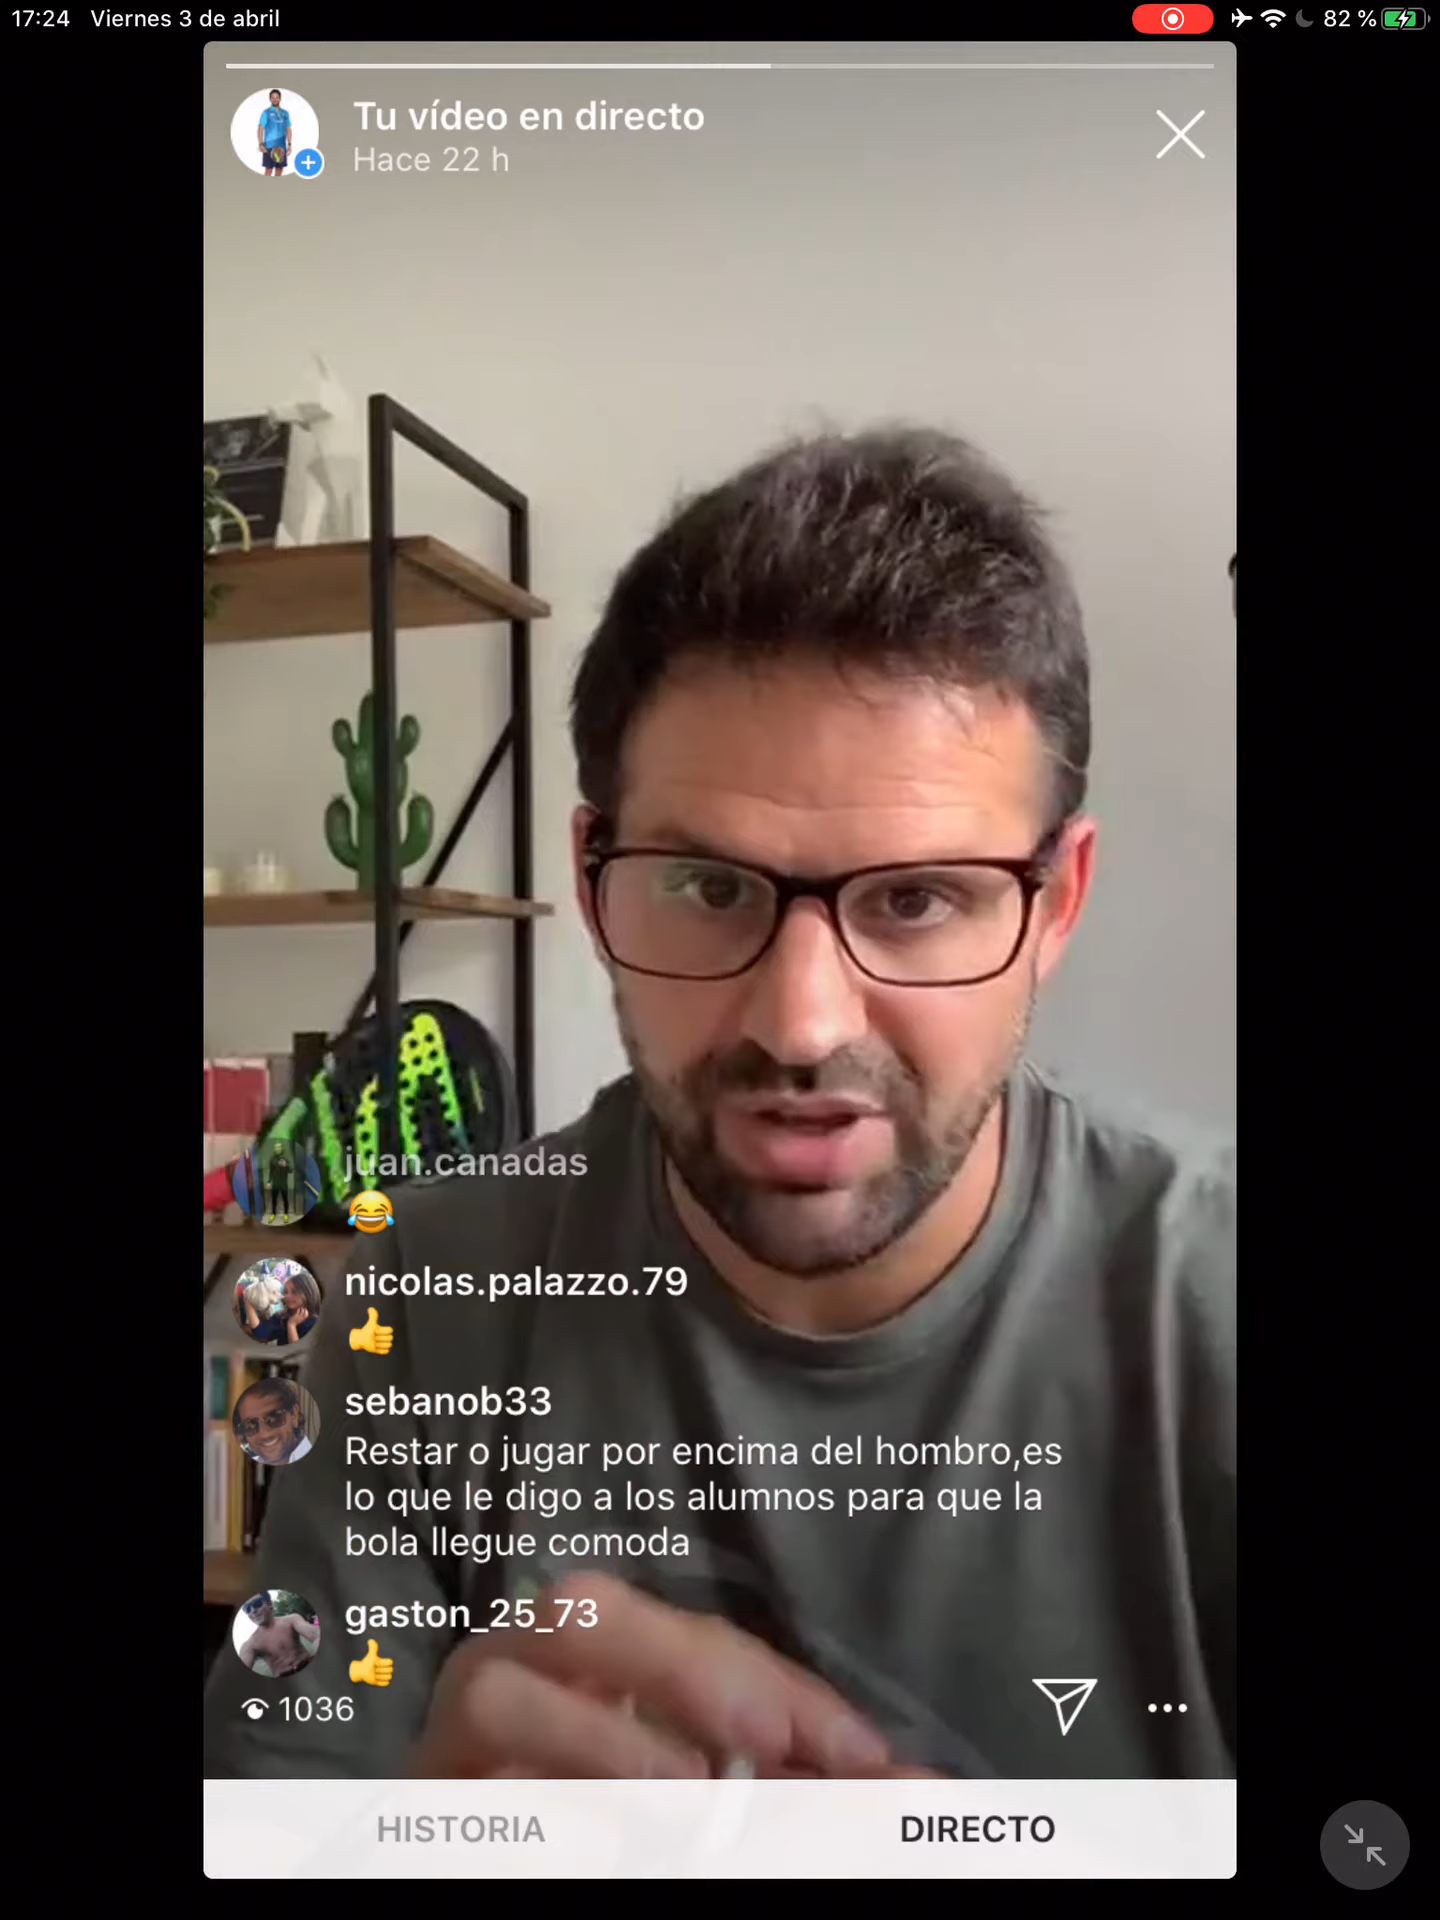 17:24 Viernes 3 de abril
82 %
Tu vídeo en directo
Hace 22 h
juan.canadas
😂
nicolas.palazzo.79
👍
sebanob33
Restar o jugar por encima del hombro,es
lo que le digo a los alumnos para que la
bola llegue comoda
gaston_25_73
👍
1036
HISTORIA
DIRECTO